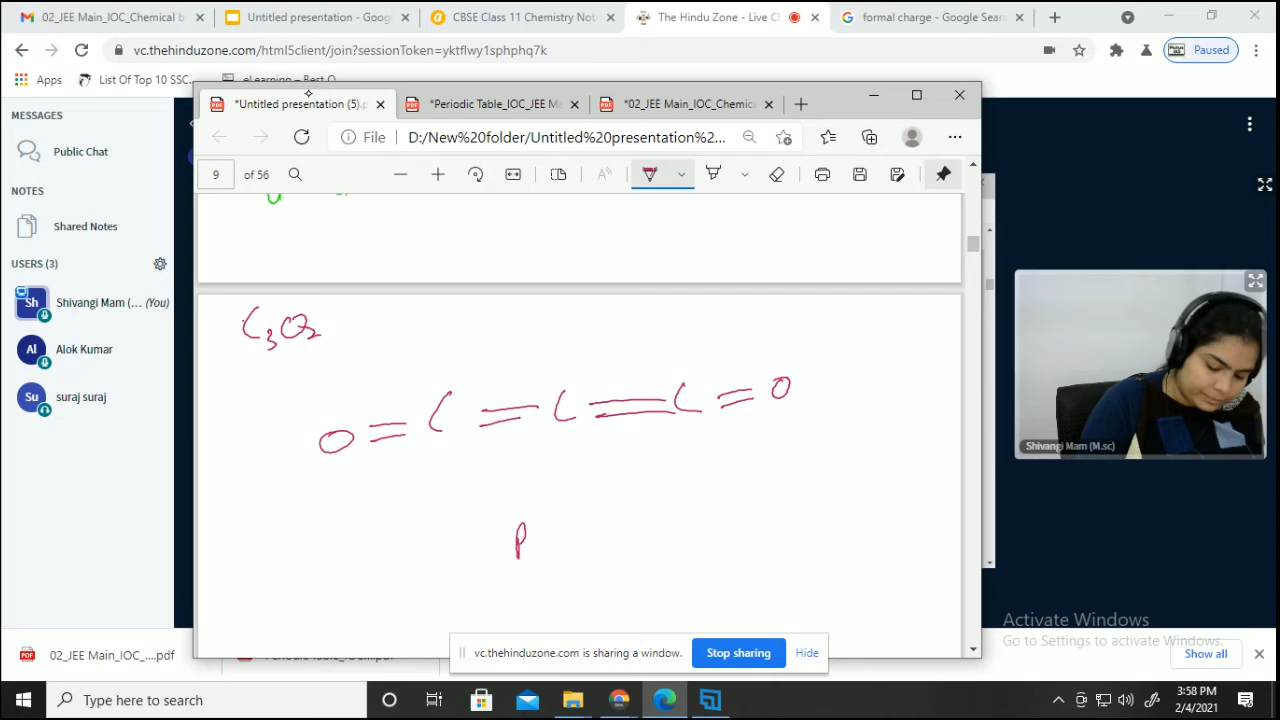 02_JEE Main_IOC_Chemical b
Untitled presentation - Goog
CBSE Class 11 Chemistry Note
The Hindu Zone - Live C
formal charge - Google Sear
vc.thehinduzone.com/html5client/join?sessionToken=yktflwy1sphphq7k
Paused
Apps
List Of Top 10 SSC...
eLearning – Best O
*Untitled presentation (5).p
*Periodic Table_IOC_JEE M
*02_JEE Main_IOC_Chemic
File
D:/New%20folder/Untitled%20presentation%2...
9
of 56
MESSAGES
Public Chat
NOTES
Shared Notes
USERS (3)
Sh
Shivangi Mam (... (You)
Al
Alok Kumar
Su
suraj suraj
C3O2
O = C = C = C = O
P
Shivangi Mam (M.sc)
Activate Windows
Go to Settings to activate Windows.
02_JEE Main_IOC_....pdf
vc.thehinduzone.com is sharing a window.
Stop sharing
Hide
Show all
Type here to search
3:58 PM
2/4/2021